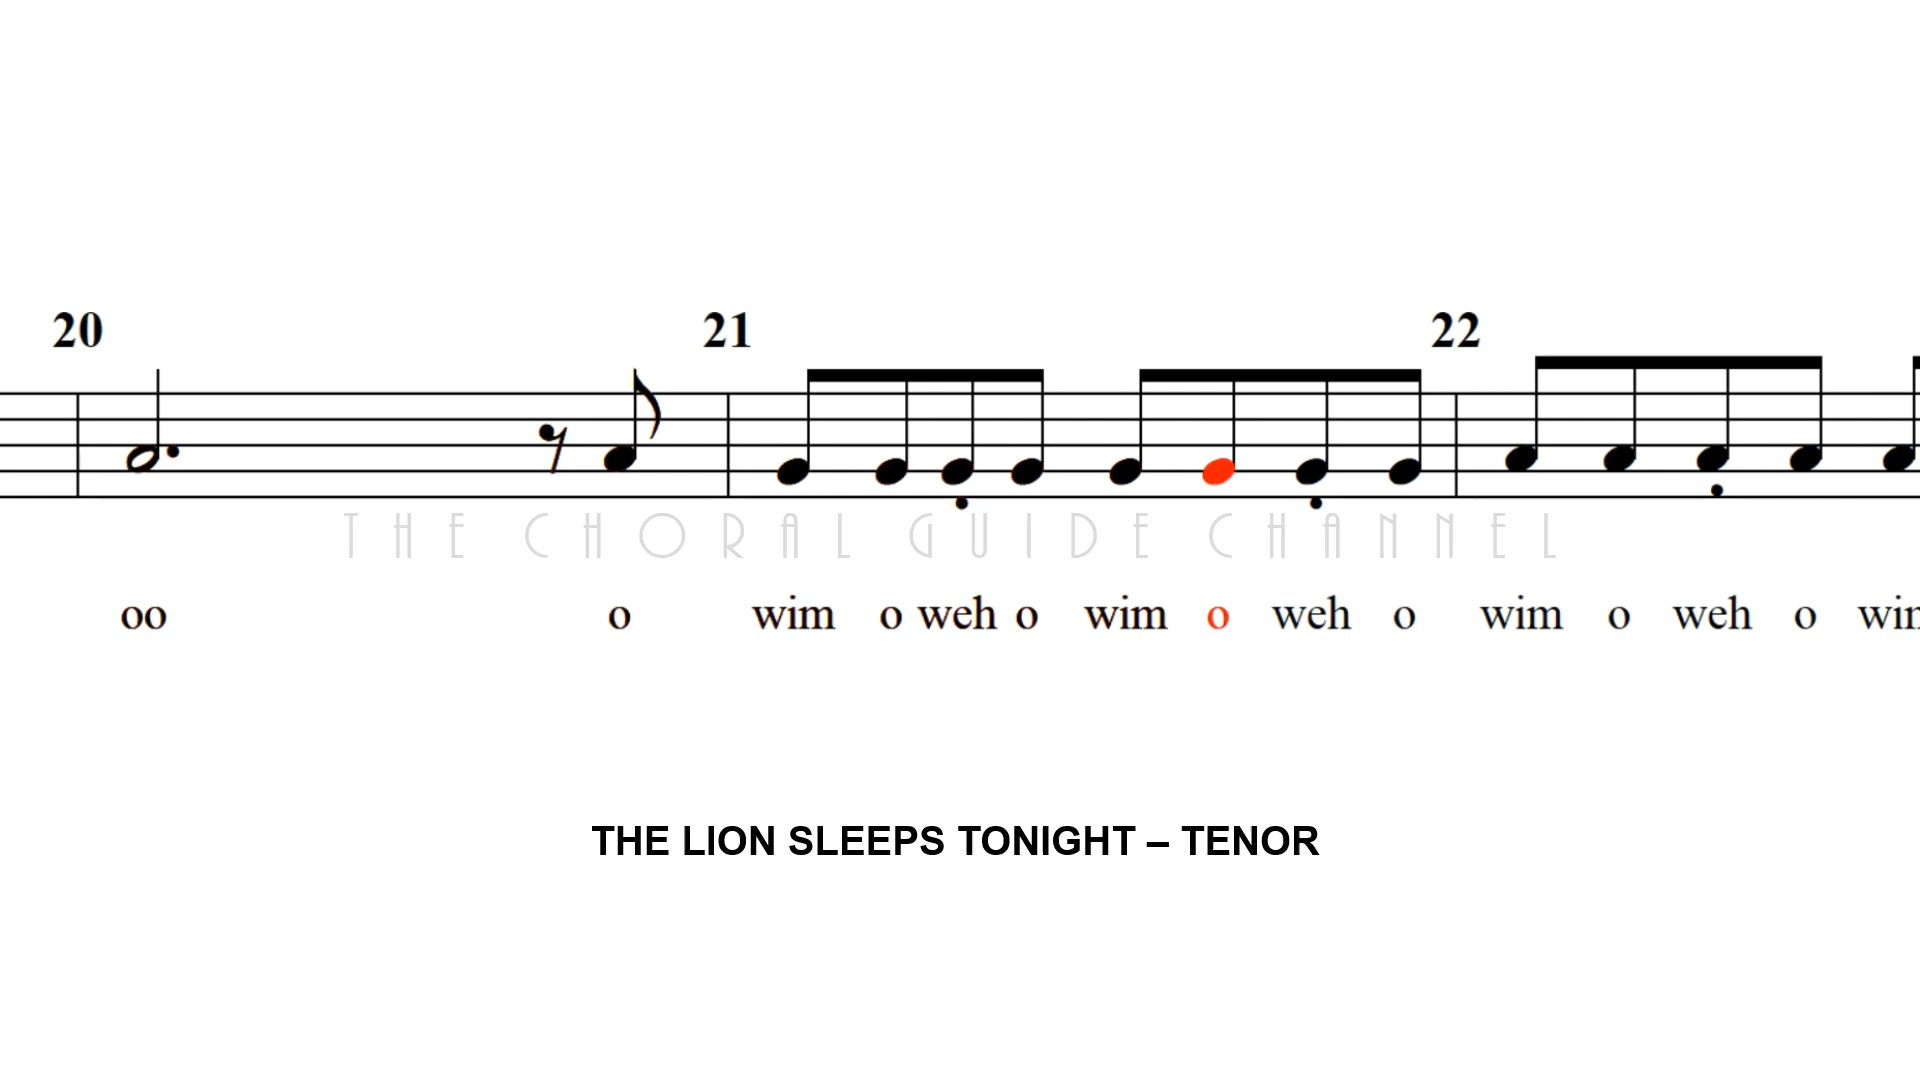 20 21 22
THE CHORAL GUIDE CHANNEL
oo o wim o weh o wim o weh o wim o weh o
THE LION SLEEPS TONIGHT – TENOR